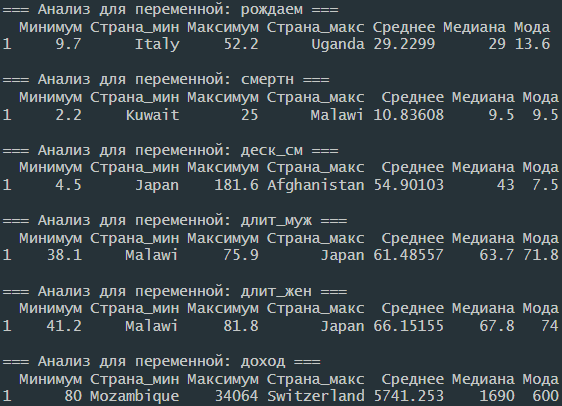 === Анализ для переменной: рождаем ===
Минимум Страна_мин Максимум Страна_макс Среднее Медиана Мода
1 9.7 Italy 52.2 Uganda 29.2299 29 13.6
=== Анализ для переменной: смертн ===
Минимум Страна_мин Максимум Страна_макс Среднее Медиана Мода
1 2.2 Kuwait 25 Malawi 10.83608 9.5 9.5
=== Анализ для переменной: деск_см ===
Минимум Страна_мин Максимум Страна_макс Среднее Медиана Мода
1 4.5 Japan 181.6 Afghanistan 54.90103 43 7.5
=== Анализ для переменной: длит_муж ===
Минимум Страна_мин Максимум Страна_макс Среднее Медиана Мода
1 38.1 Malawi 75.9 Japan 61.48557 63.7 71.8
=== Анализ для переменной: длит_жен ===
Минимум Страна_мин Максимум Страна_макс Среднее Медиана Мода
1 41.2 Malawi 81.8 Japan 66.15155 67.8 74
=== Анализ для переменной: доход ===
Минимум Страна_мин Максимум Страна_макс Среднее Медиана Мода
1 80 Mozambique 34064 Switzerland 5741.253 1690 600